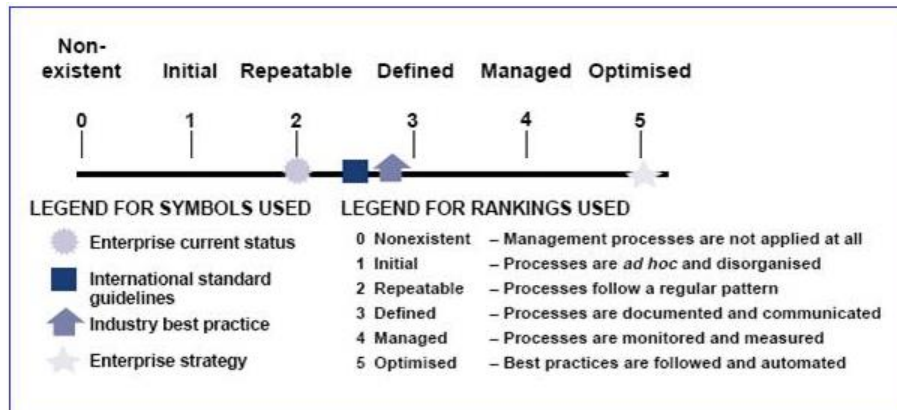 Non-
existent Initial Repeatable Defined Managed Optimised
0 1 2 3 4 5
LEGEND FOR SYMBOLS USED
Enterprise current status
International standard
guidelines
Industry best practice
Enterprise strategy
LEGEND FOR RANKINGS USED
0 Nonexistent – Management processes are not applied at all
1 Initial – Processes are ad hoc and disorganised
2 Repeatable – Processes follow a regular pattern
3 Defined – Processes are documented and communicated
4 Managed – Processes are monitored and measured
5 Optimised – Best practices are followed and automated